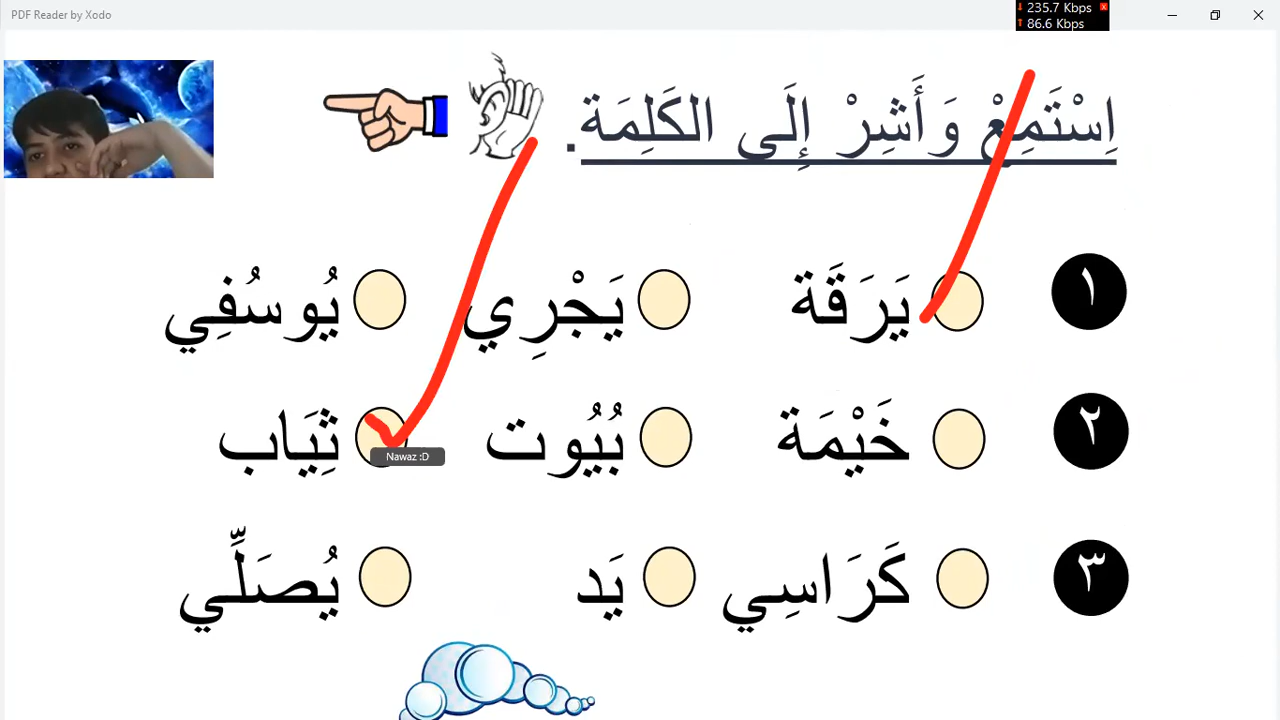 PDF Reader by Xodo
235.7 Kbps
86.6 Kbps
اِسْتَمِعْ وَأَشِرْ إِلَى الكَلِمَة.
١ يَرَقَة يَجْرِي يُوسُفِي
٢ خَيْمَة بُيُوت ثِيَاب
Nawaz :D
٣ كَرَاسِي يَد يُصَلِّي